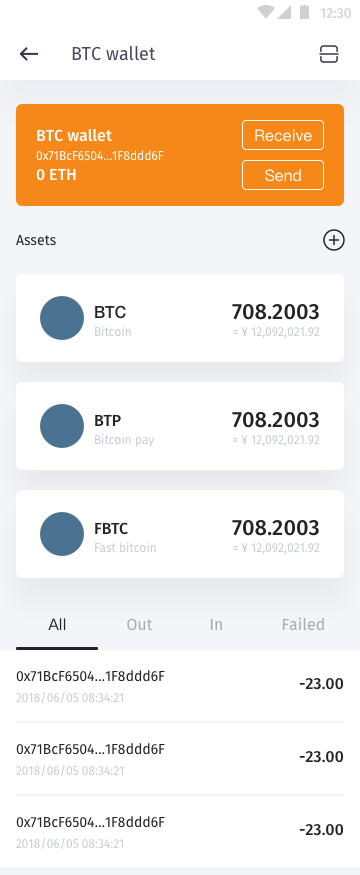 12:30
BTC wallet
BTC wallet
0x71BcF6504...1F8ddd6F
0 ETH
Receive
Send
Assets
BTC
Bitcoin
708.2003
= ¥ 12,092,021.92
BTP
Bitcoin pay
708.2003
= ¥ 12,092,021.92
FBTC
Fast bitcoin
708.2003
= ¥ 12,092,021.92
All Out In Failed
0x71BcF6504...1F8ddd6F
2018/06/05 08:34:21
-23.00
0x71BcF6504...1F8ddd6F
2018/06/05 08:34:21
-23.00
0x71BcF6504...1F8ddd6F
2018/06/05 08:34:21
-23.00